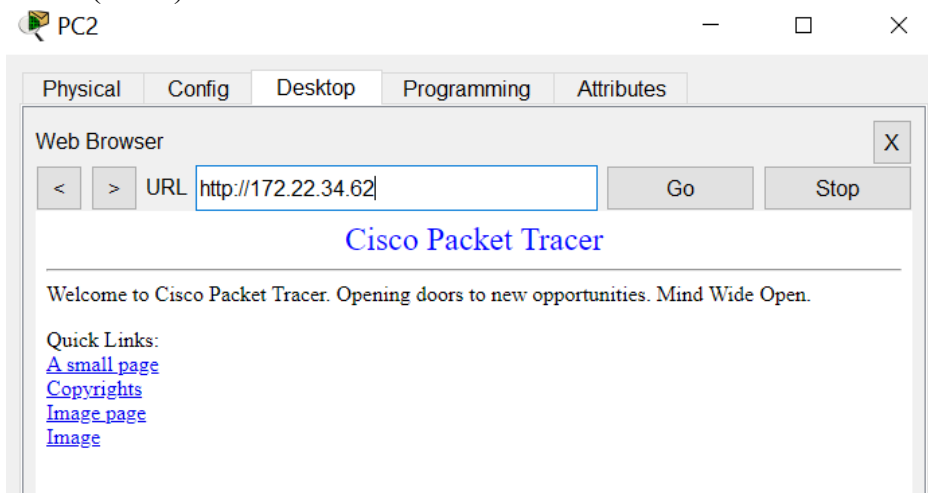 PC2
Physical Config Desktop Programming Attributes
Web Browser
X
< > URL http://172.22.34.62 Go Stop
Cisco Packet Tracer
Welcome to Cisco Packet Tracer. Opening doors to new opportunities. Mind Wide Open.
Quick Links:
A small page
Copyrights
Image page
Image